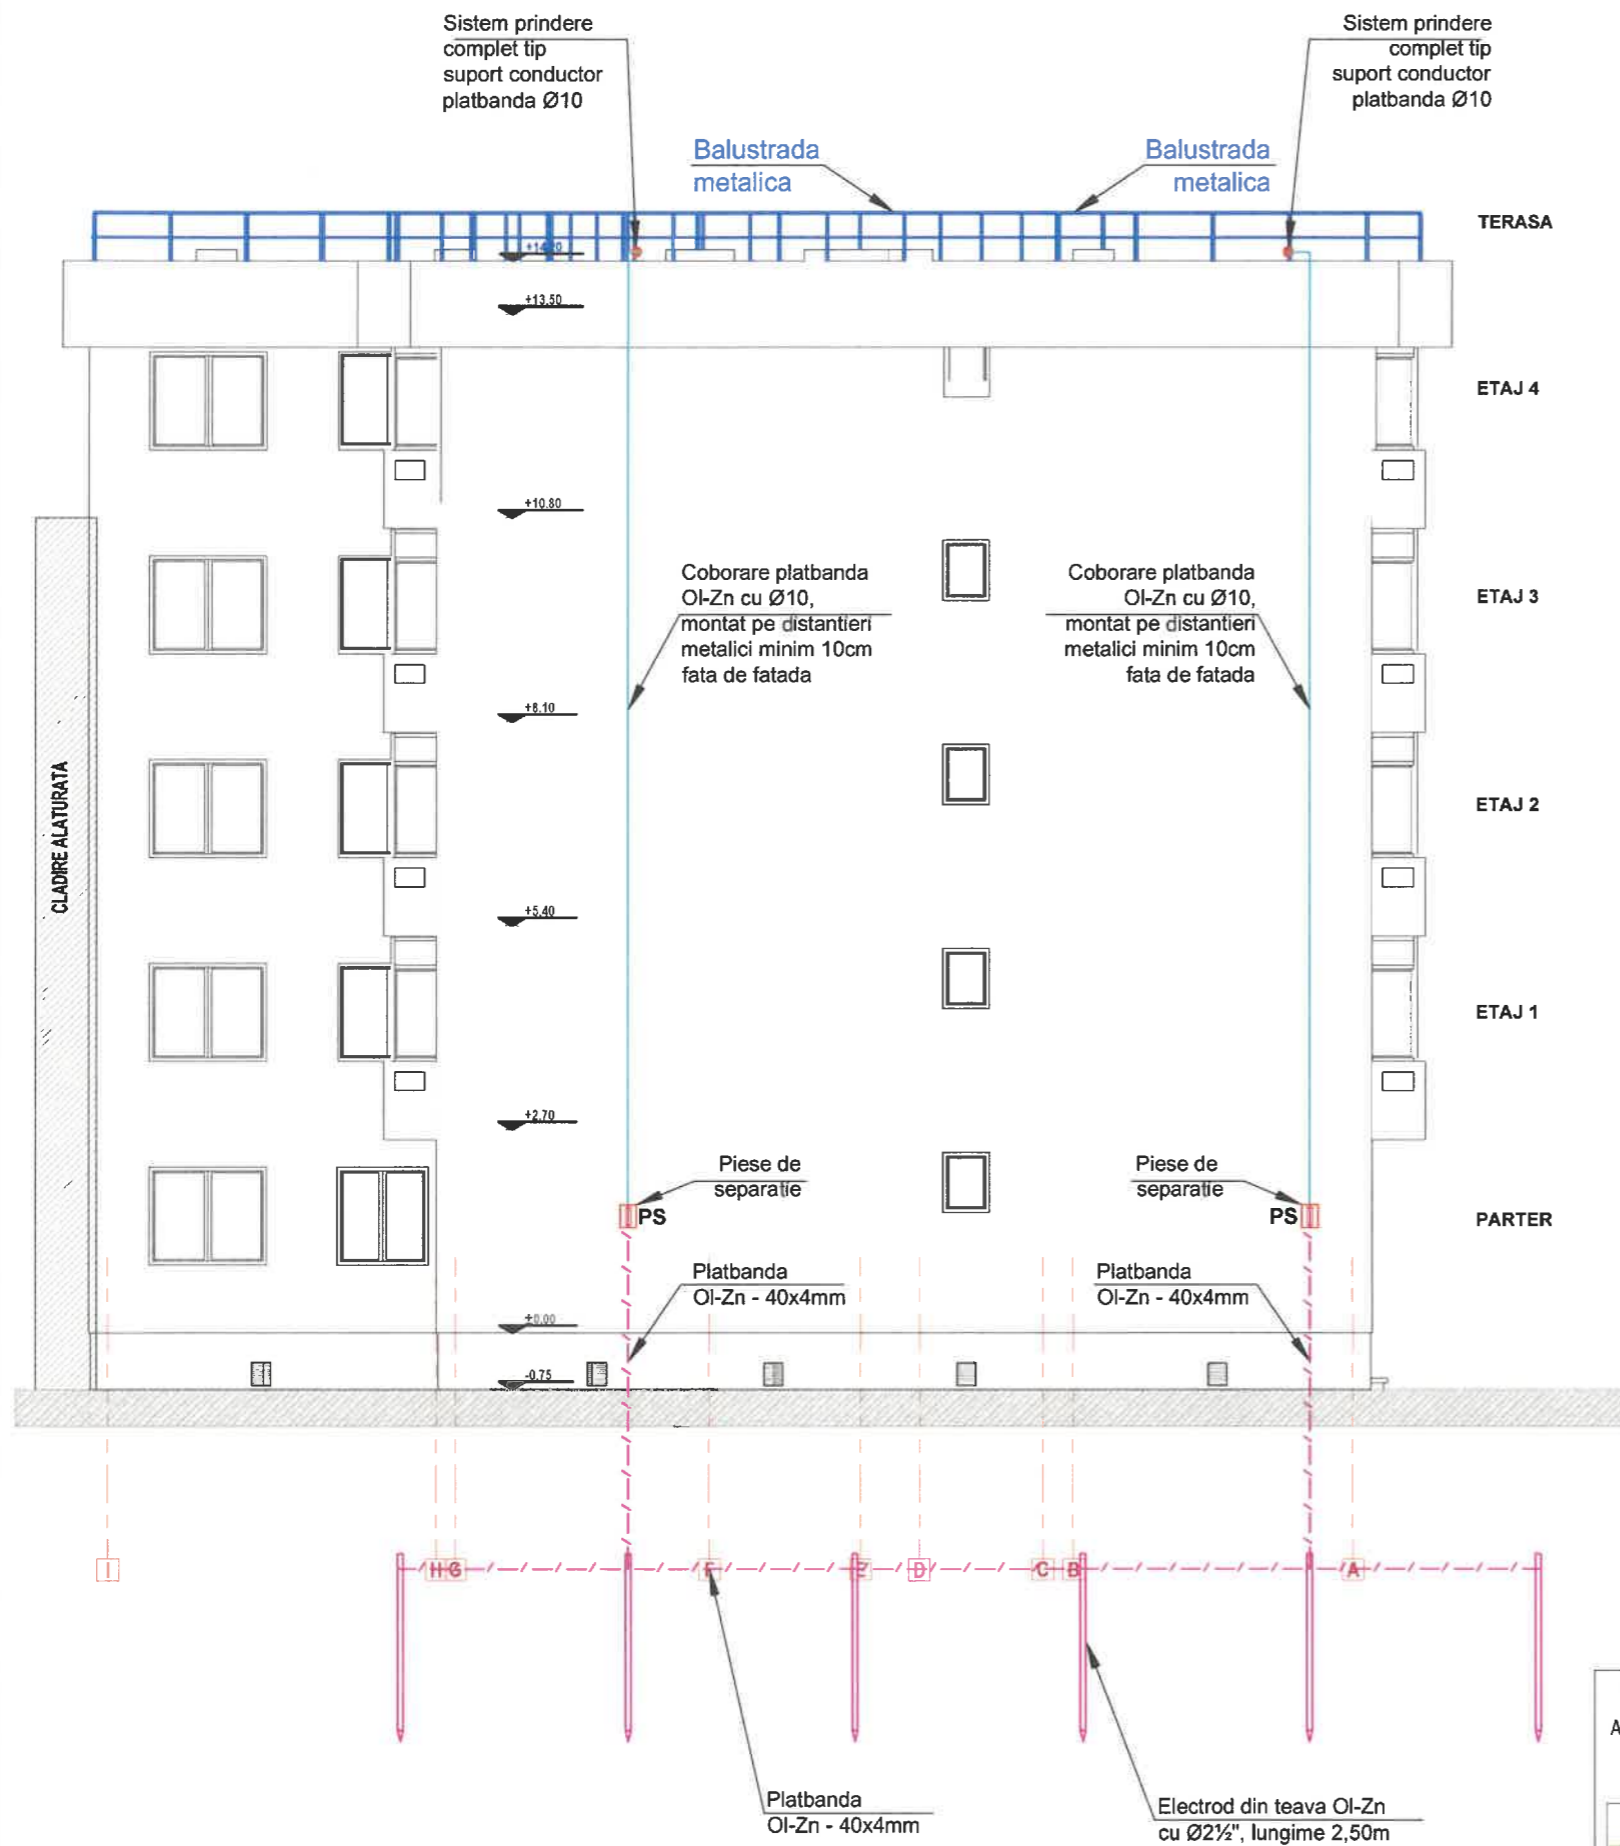 Sistem prindere
complet tip
suport conductor
platbanda Ø10
Sistem prindere
complet tip
suport conductor
platbanda Ø10
Balustrada
metalica
Balustrada
metalica
TERASA
+14.20
+13.50
ETAJ 4
+10.80
Coborare platbanda
Ol-Zn cu Ø10,
montat pe distantieri
metalici minim 10cm
fata de fatada
Coborare platbanda
Ol-Zn cu Ø10,
montat pe distantieri
metalici minim 10cm
fata de fatada
ETAJ 3
+8.10
CLADIRE ALATURATA
ETAJ 2
+5.40
ETAJ 1
+2.70
Piese de
separatie
Piese de
separatie
PS
PS
PARTER
Platbanda
Ol-Zn - 40x4mm
Platbanda
Ol-Zn - 40x4mm
+0.00
-0.75
I H G F E D C B A
Platbanda
Ol-Zn - 40x4mm
Electrod din teava Ol-Zn
cu Ø2½", lungime 2,50m
A